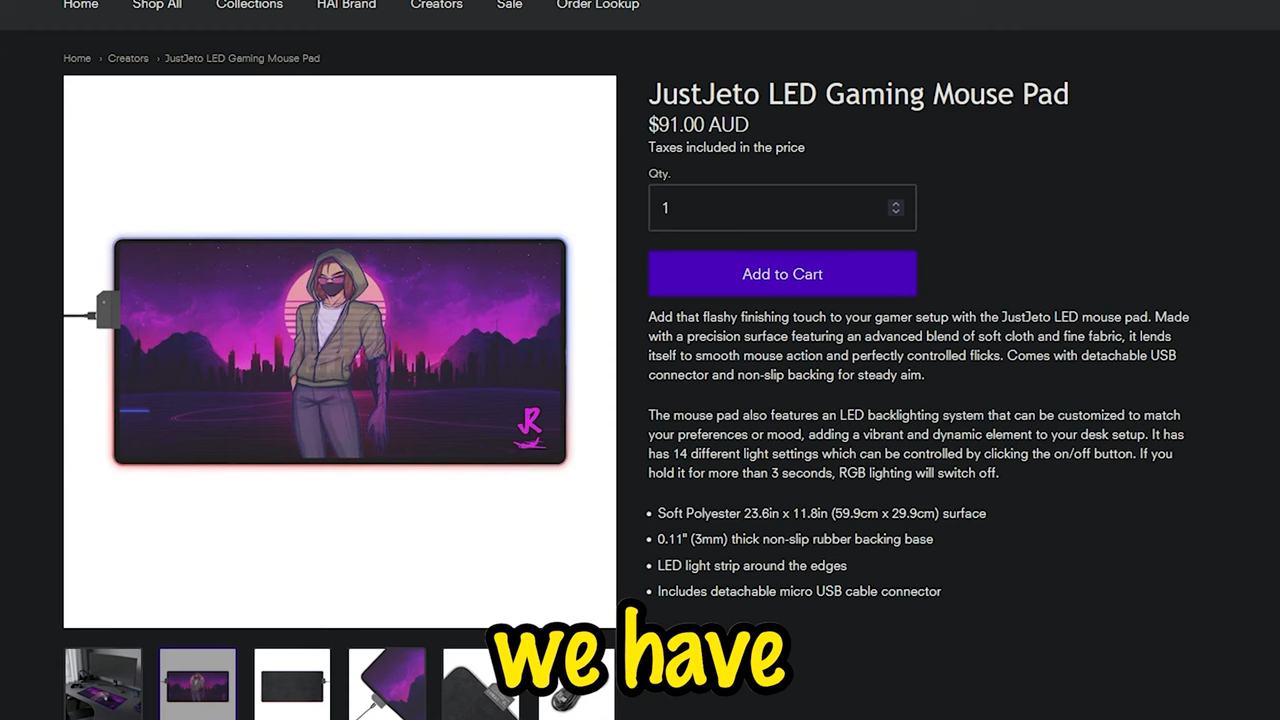 Home Shop All Collections HAI Brand Creators Sale Order Lookup
Home › Creators › JustJeto LED Gaming Mouse Pad
JustJeto LED Gaming Mouse Pad
$91.00 AUD
Taxes included in the price
Qty.
1
Add to Cart
Add that flashy finishing touch to your gamer setup with the JustJeto LED mouse pad. Made
with a precision surface featuring an advanced blend of soft cloth and fine fabric, it lends
itself to smooth mouse action and perfectly controlled flicks. Comes with detachable USB
connector and non-slip backing for steady aim.
The mouse pad also features an LED backlighting system that can be customized to match
your preferences or mood, adding a vibrant and dynamic element to your desk setup. It has
has 14 different light settings which can be controlled by clicking the on/off button. If you
hold it for more than 3 seconds, RGB lighting will switch off.
• Soft Polyester 23.6in x 11.8in (59.9cm x 29.9cm) surface
• 0.11" (3mm) thick non-slip rubber backing base
• LED light strip around the edges
• Includes detachable micro USB cable connector
JR
we have